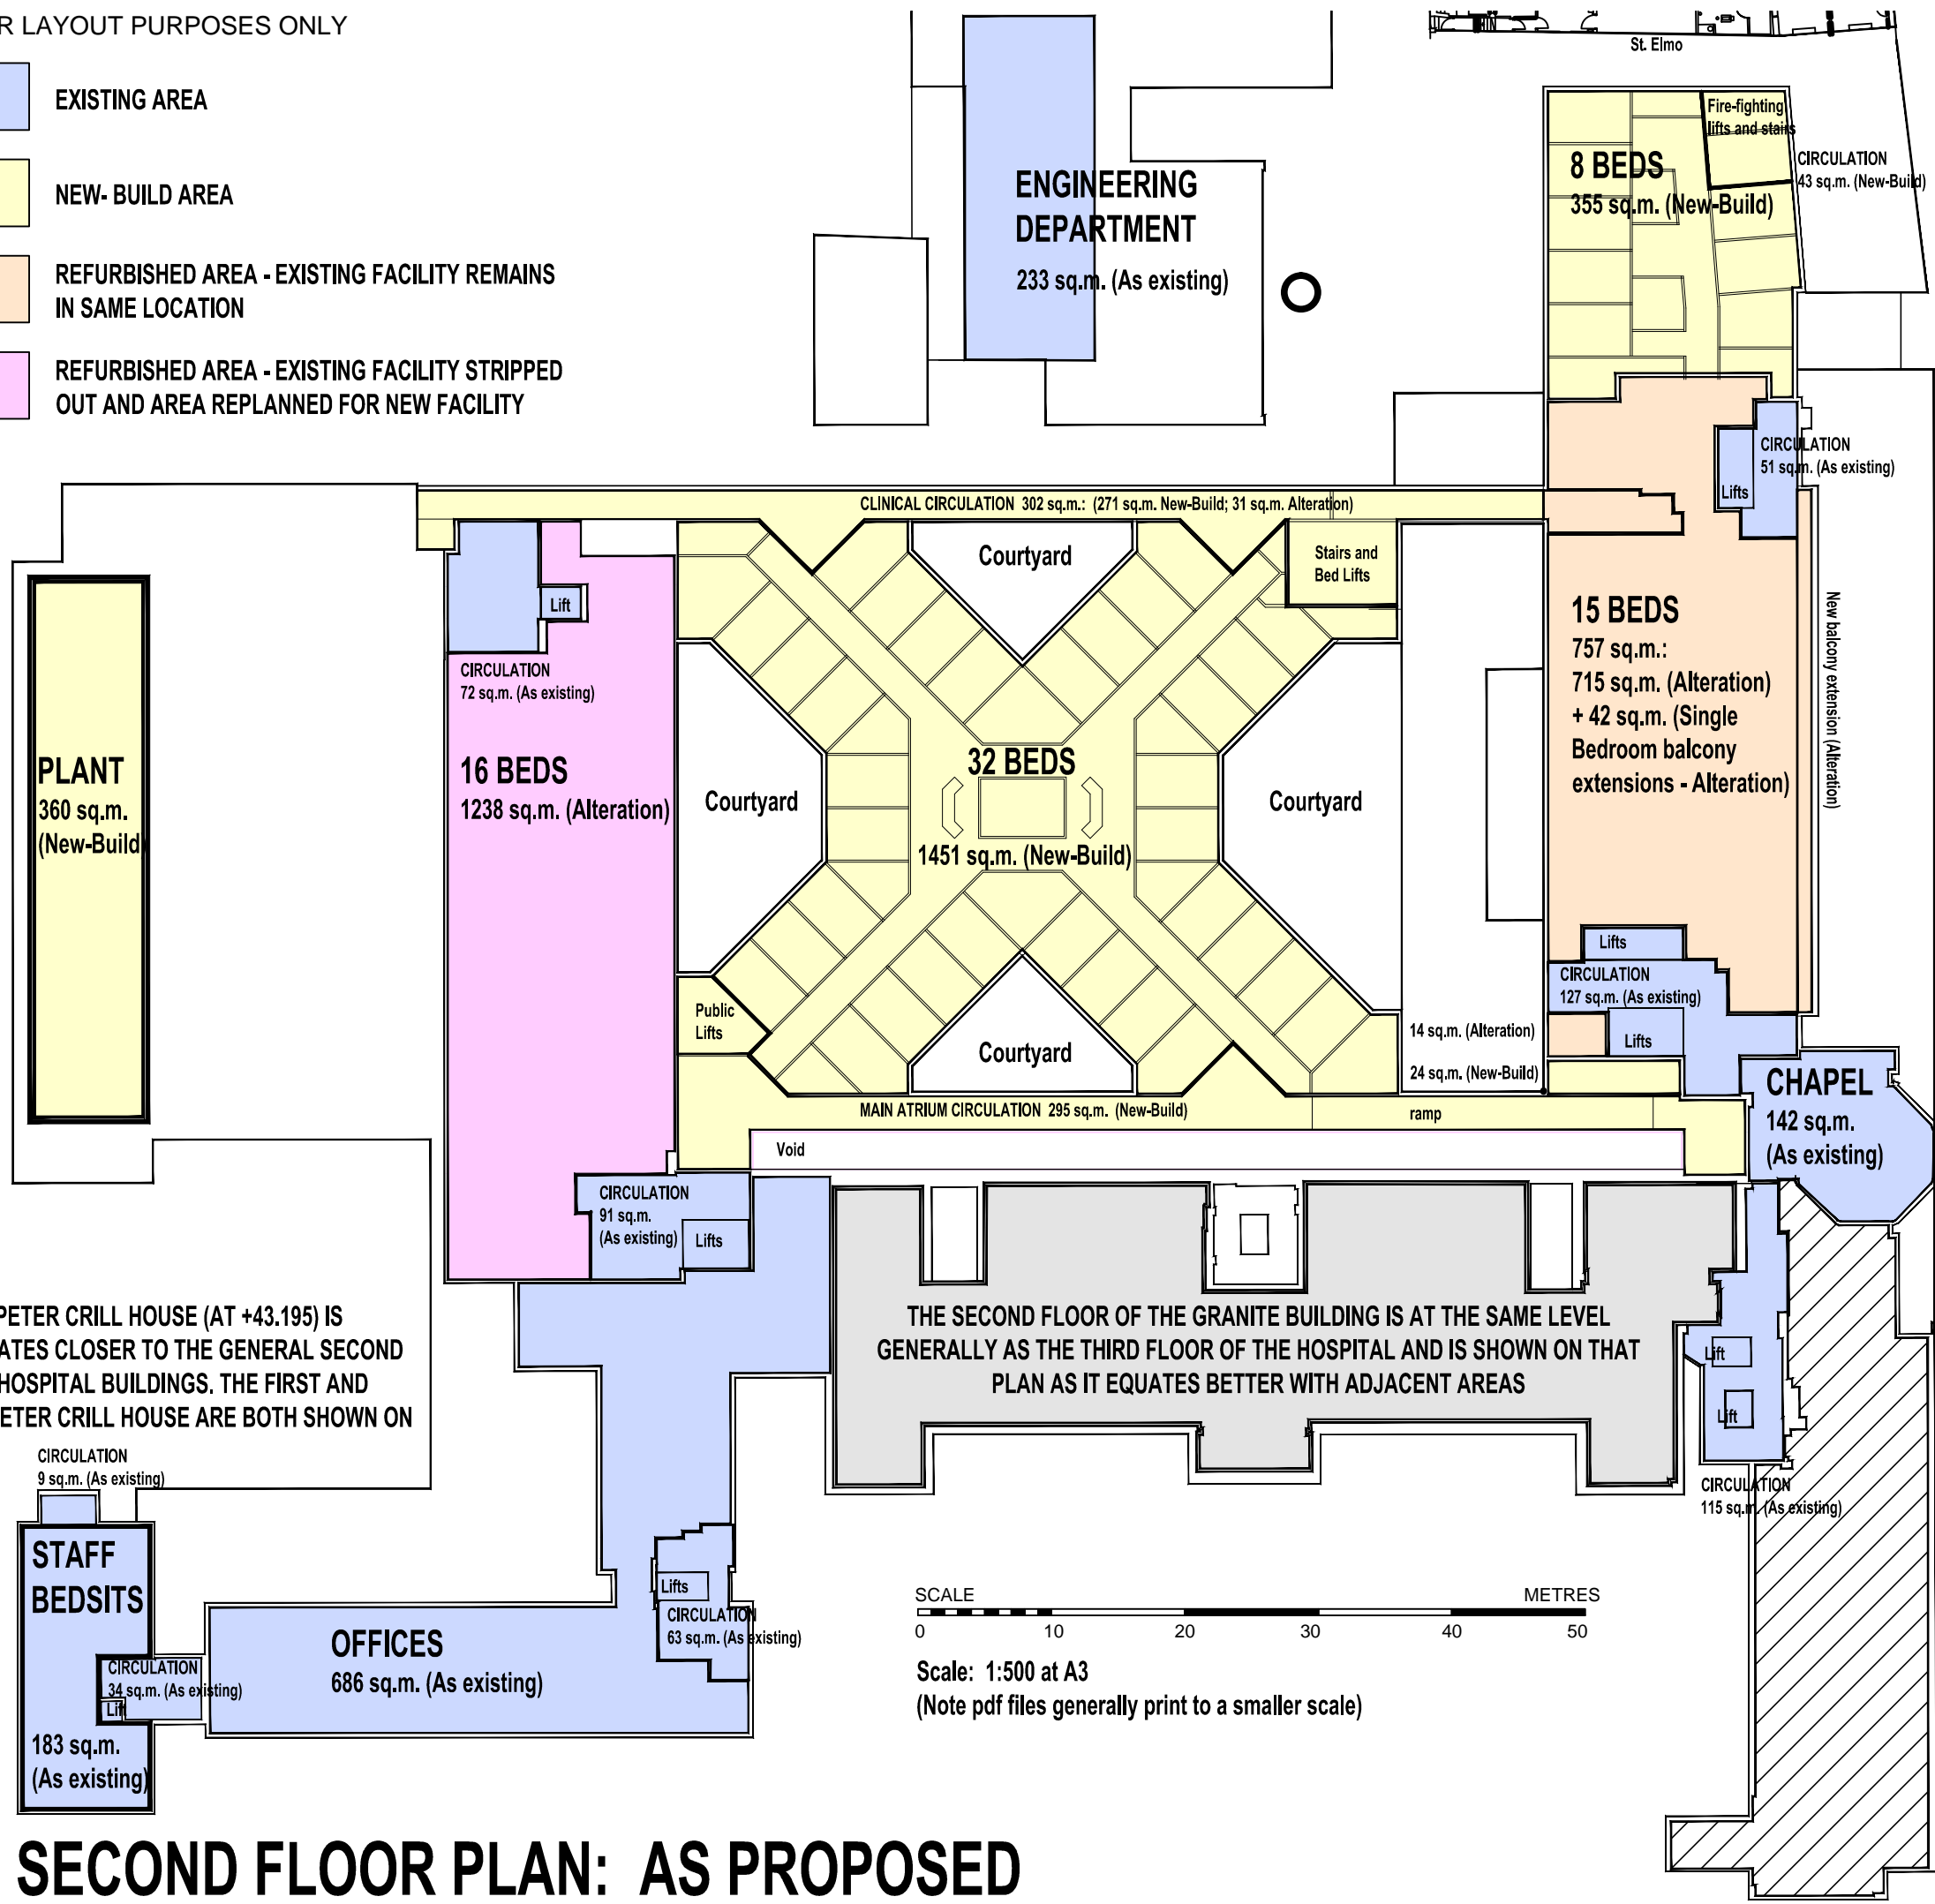 R LAYOUT PURPOSES ONLY
EXISTING AREA
NEW- BUILD AREA
REFURBISHED AREA - EXISTING FACILITY REMAINS
IN SAME LOCATION
REFURBISHED AREA - EXISTING FACILITY STRIPPED
OUT AND AREA REPLANNED FOR NEW FACILITY
ENGINEERING
DEPARTMENT
233 sq.m. (As existing)
St. Elmo
Fire-fighting
lifts and stairs
8 BEDS
355 sq.m. (New-Build)
CIRCULATION
43 sq.m. (New-Build)
CIRCULATION
51 sq.m. (As existing)
Lifts
CLINICAL CIRCULATION 302 sq.m.: (271 sq.m. New-Build; 31 sq.m. Alteration)
Courtyard
Stairs and
Bed Lifts
Lift
CIRCULATION
72 sq.m. (As existing)
15 BEDS
757 sq.m.:
715 sq.m. (Alteration)
+ 42 sq.m. (Single
Bedroom balcony
extensions - Alteration)
New balcony extension (Alteration)
PLANT
360 sq.m.
(New-Build)
16 BEDS
1238 sq.m. (Alteration)
Courtyard
32 BEDS
1451 sq.m. (New-Build)
Courtyard
Lifts
CIRCULATION
127 sq.m. (As existing)
Lifts
Public
Lifts
Courtyard
14 sq.m. (Alteration)
24 sq.m. (New-Build)
CHAPEL
142 sq.m.
(As existing)
MAIN ATRIUM CIRCULATION 295 sq.m. (New-Build)
ramp
Void
CIRCULATION
91 sq.m.
(As existing)
Lifts
PETER CRILL HOUSE (AT +43.195) IS
ATES CLOSER TO THE GENERAL SECOND
HOSPITAL BUILDINGS. THE FIRST AND
ETER CRILL HOUSE ARE BOTH SHOWN ON
THE SECOND FLOOR OF THE GRANITE BUILDING IS AT THE SAME LEVEL
GENERALLY AS THE THIRD FLOOR OF THE HOSPITAL AND IS SHOWN ON THAT
PLAN AS IT EQUATES BETTER WITH ADJACENT AREAS
Lift
Lift
CIRCULATION
115 sq.m. (As existing)
CIRCULATION
9 sq.m. (As existing)
STAFF
BEDSITS
CIRCULATION
34 sq.m. (As existing)
Lift
183 sq.m.
(As existing)
OFFICES
686 sq.m. (As existing)
Lifts
CIRCULATION
63 sq.m. (As existing)
SCALE METRES
0 10 20 30 40 50
Scale: 1:500 at A3
(Note pdf files generally print to a smaller scale)
SECOND FLOOR PLAN: AS PROPOSED